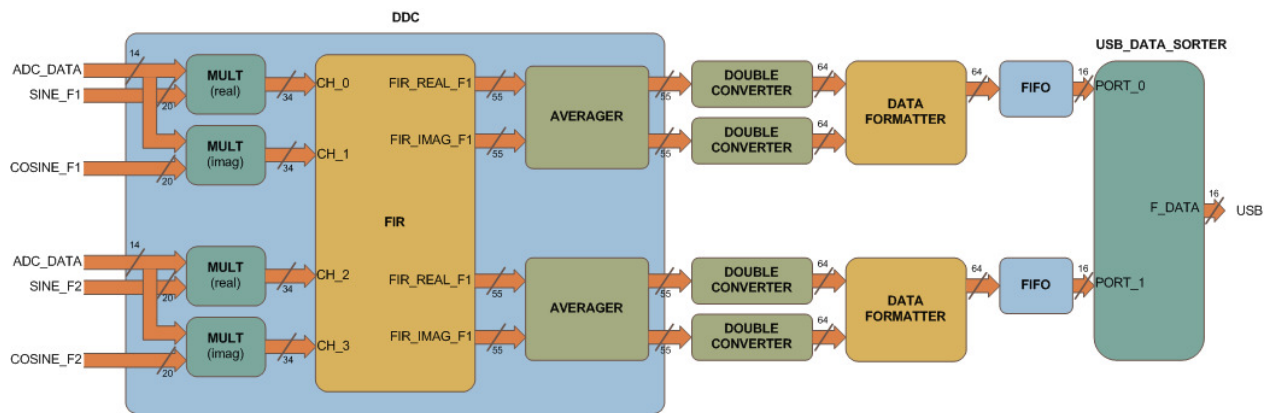 DDC
USB_DATA_SORTER
ADC_DATA
14
SINE_F1
20
COSINE_F1
20
MULT
(real)
34
MULT
(imag)
34
CH_0
CH_1
FIR_REAL_F1
55
FIR_IMAG_F1
55
AVERAGER
55
55
DOUBLE
CONVERTER
64
DOUBLE
CONVERTER
64
DATA
FORMATTER
64
FIFO
16
PORT_0
FIR
F_DATA
16
USB
ADC_DATA
14
SINE_F2
20
COSINE_F2
20
MULT
(real)
34
MULT
(imag)
34
CH_2
CH_3
FIR_REAL_F1
55
FIR_IMAG_F1
55
AVERAGER
55
55
DOUBLE
CONVERTER
64
DOUBLE
CONVERTER
64
DATA
FORMATTER
64
FIFO
16
PORT_1